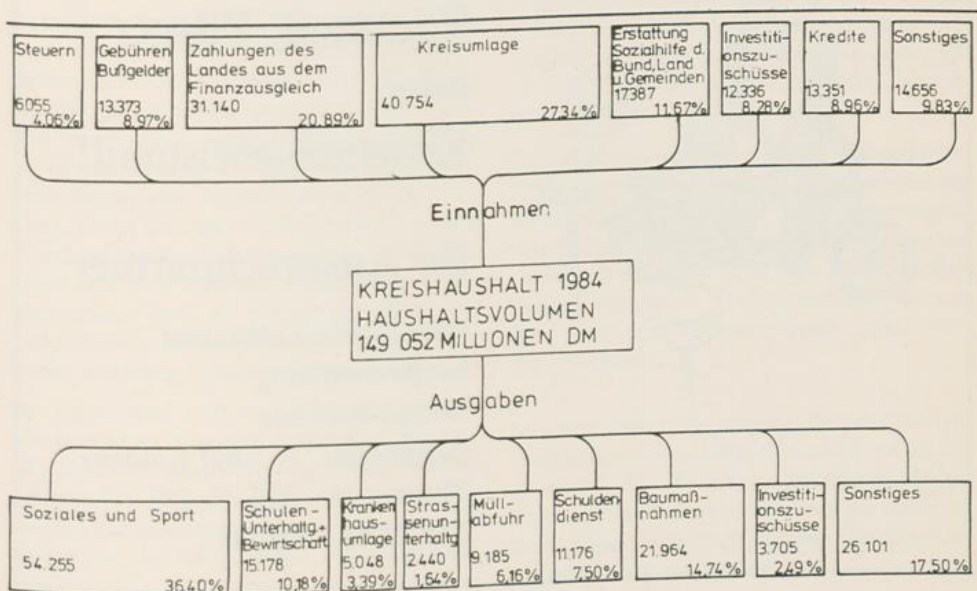 Steuern
6055
4.06%
Gebühren
Bußgelder
13.373
8.97%
Zahlungen des
Landes aus dem
Finanzausgleich
31.140
20.89%
Kreisumlage
40 754
27.34%
Erstattung
Sozialhilfe d.
Bund, Land
u. Gemeinden
17.387
11.67%
Investiti-
onszu-
schüsse
12.336
8.28%
Kredite
13.351
8.96%
Sonstiges
14.656
9.83%
Einnahmen
KREISHAUSHALT 1984
HAUSHALTSVOLUMEN
149 052 MILLIONEN DM
Ausgaben
Soziales und Sport
54.255
36.40%
Schulen -
Unterhaltg.+
Bewirtschaft
15.178
10,18%
Kranken
haus-
umlage
5.048
3,39%
Stras-
senun-
terhaltg
2.440
1,64%
Müll-
abfuhr
9.185
6,16%
Schulden
dienst
11.176
7,50%
Baumaß-
nahmen
21.964
14,74%
Investiti-
onszu-
schüsse
3.705
2,49%
Sonstiges
26.101
17,50%